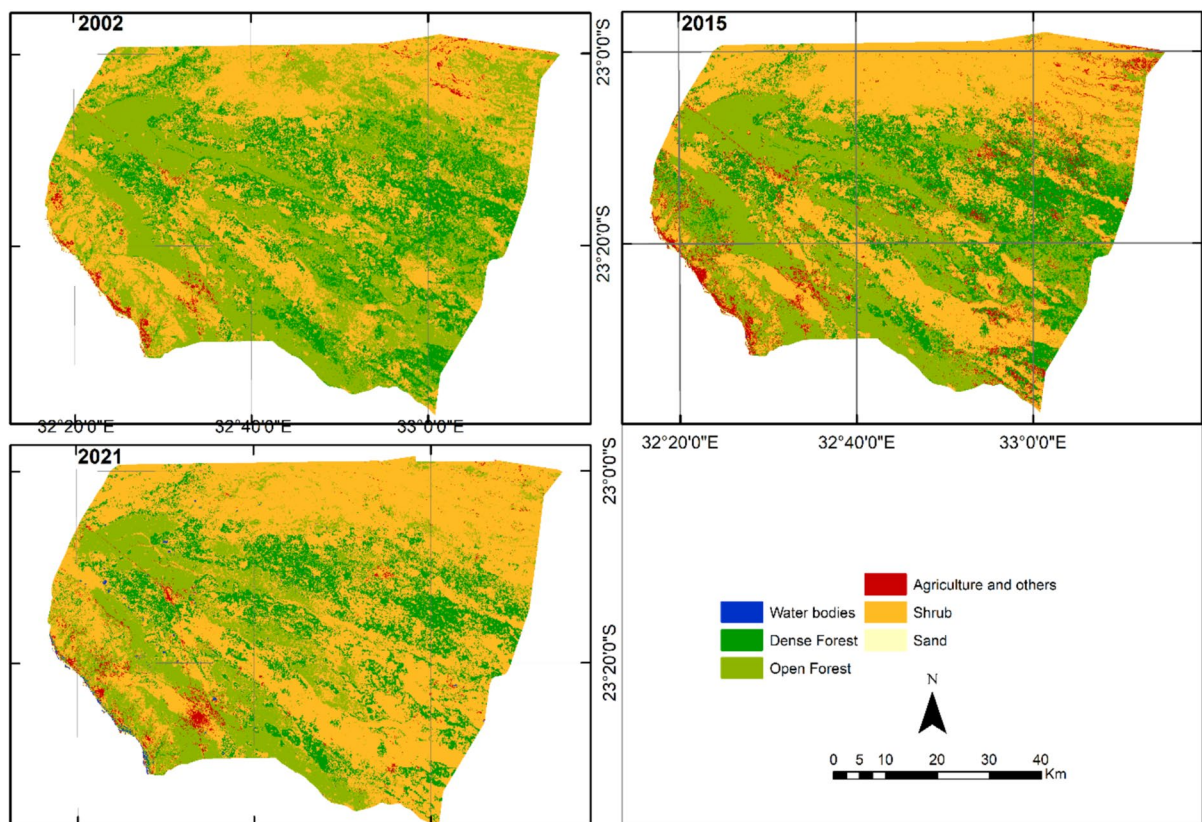 2002
23°0'0"S
23°20'0"S
32°20'0"E
32°40'0"E
33°0'0"E
2015
32°20'0"E
32°40'0"E
33°0'0"E
2021
23°0'0"S
23°20'0"S
Water bodies
Dense Forest
Open Forest
Agriculture and others
Shrub
Sand
N
0 5 10 20 30 40
Km